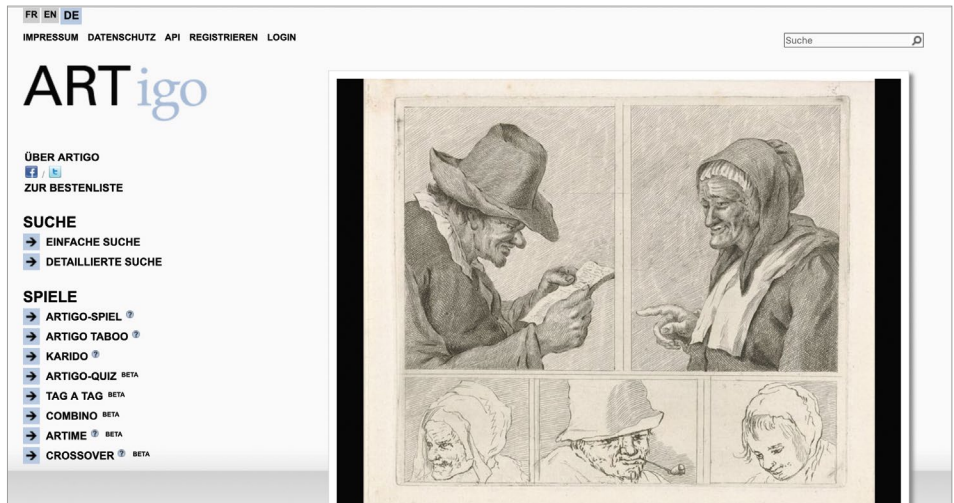 FR EN DE
IMPRESSUM DATENSCHUTZ API REGISTRIEREN LOGIN
Suche
ARTigo
ÜBER ARTIGO
f / t
ZUR BESTENLISTE
SUCHE
→ EINFACHE SUCHE
→ DETAILLIERTE SUCHE
SPIELE
→ ARTIGO-SPIEL ?
→ ARTIGO TABOO ?
→ KARIDO ?
→ ARTIGO-QUIZ BETA
→ TAG A TAG BETA
→ COMBINO BETA
→ ARTIME ? BETA
→ CROSSOVER ? BETA